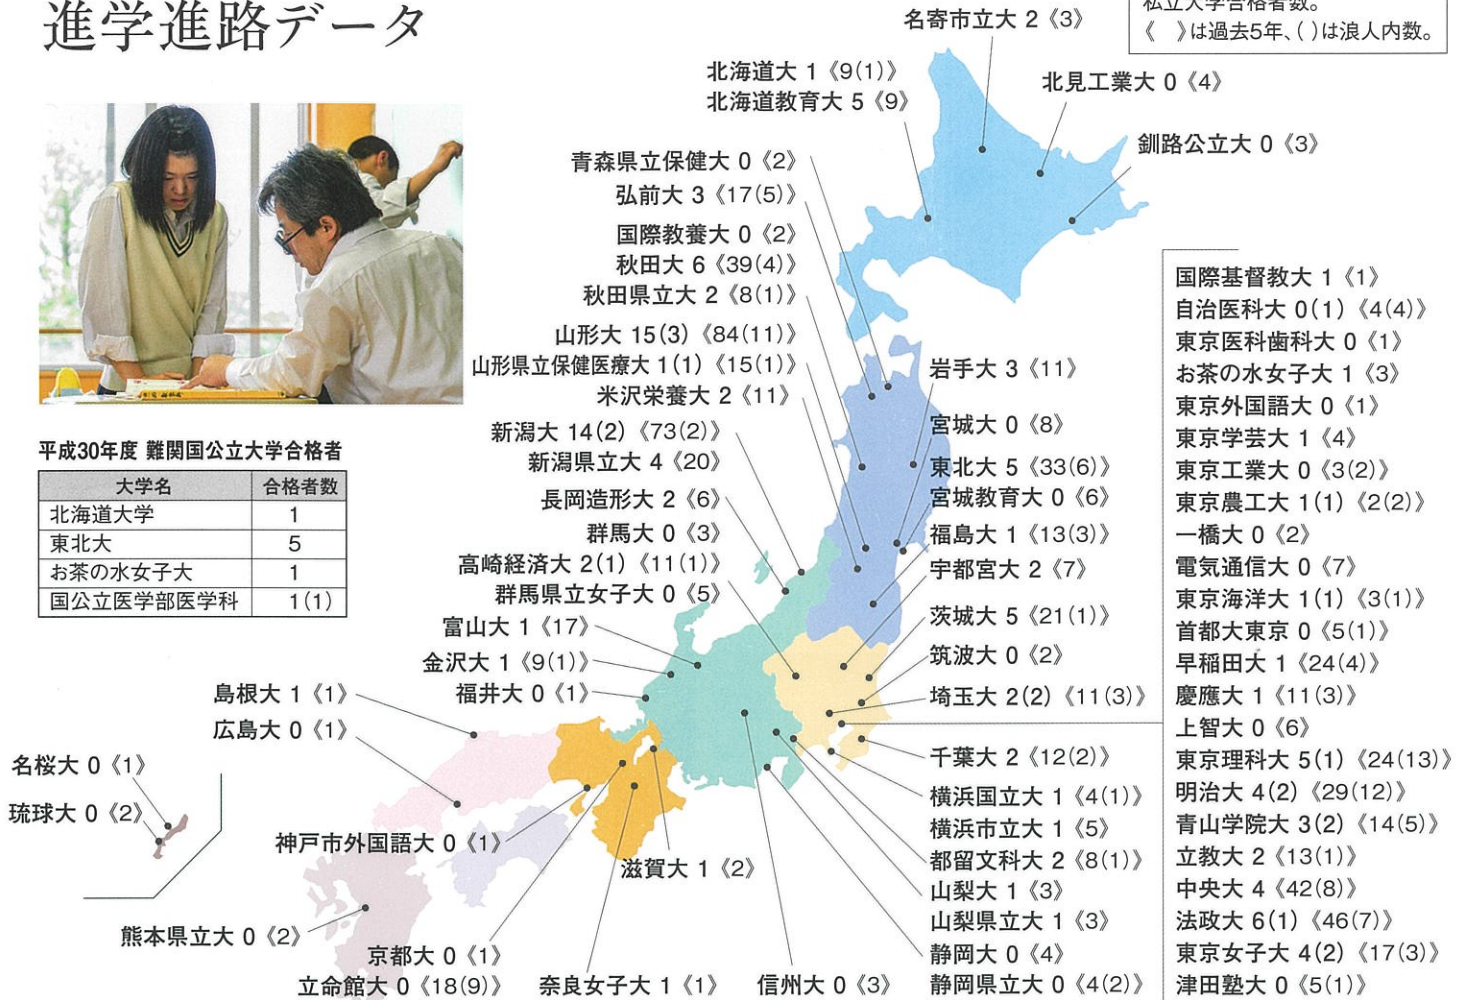 進学進路データ
私立大学合格者数。
《　》は過去5年、( )は浪人内数。
名寄市立大 2《3》
北海道大 1《9(1)》
北海道教育大 5《9》
北見工業大 0《4》
釧路公立大 0《3》
青森県立保健大 0《2》
弘前大 3《17(5)》
国際教養大 0《2》
秋田大 6《39(4)》
秋田県立大 2《8(1)》
山形大 15(3)《84(11)》
山形県立保健医療大 1(1)《15(1)》
米沢栄養大 2《11》
新潟大 14(2)《73(2)》
新潟県立大 4《20》
長岡造形大 2《6》
群馬大 0《3》
高崎経済大 2(1)《11(1)》
群馬県立女子大 0《5》
富山大 1《17》
金沢大 1《9(1)》
福井大 0《1》
島根大 1《1》
広島大 0《1》
名桜大 0《1》
琉球大 0《2》
神戸市外国語大 0《1》
滋賀大 1《2》
熊本県立大 0《2》
京都大 0《1》
立命館大 0《18(9)》
奈良女子大 1《1》
信州大 0《3》
岩手大 3《11》
宮城大 0《8》
東北大 5《33(6)》
宮城教育大 0《6》
福島大 1《13(3)》
宇都宮大 2《7》
茨城大 5《21(1)》
筑波大 0《2》
埼玉大 2(2)《11(3)》
千葉大 2《12(2)》
横浜国立大 1《4(1)》
横浜市立大 1《5》
都留文科大 2《8(1)》
山梨大 1《3》
山梨県立大 1《3》
静岡大 0《4》
静岡県立大 0《4(2)》
国際基督教大 1《1》
自治医科大 0(1)《4(4)》
東京医科歯科大 0《1》
お茶の水女子大 1《3》
東京外国語大 0《1》
東京学芸大 1《4》
東京工業大 0《3(2)》
東京農工大 1(1)《2(2)》
一橋大 0《2》
電気通信大 0《7》
東京海洋大 1(1)《3(1)》
首都大東京 0《5(1)》
早稲田大 1《24(4)》
慶應大 1《11(3)》
上智大 0《6》
東京理科大 5(1)《24(13)》
明治大 4(2)《29(12)》
青山学院大 3(2)《14(5)》
立教大 2《13(1)》
中央大 4《42(8)》
法政大 6(1)《46(7)》
東京女子大 4(2)《17(3)》
津田塾大 0《5(1)》
平成30年度 難関国公立大学合格者
大学名 合格者数
北海道大学 1
東北大 5
お茶の水女子大 1
国公立医学部医学科 1(1)